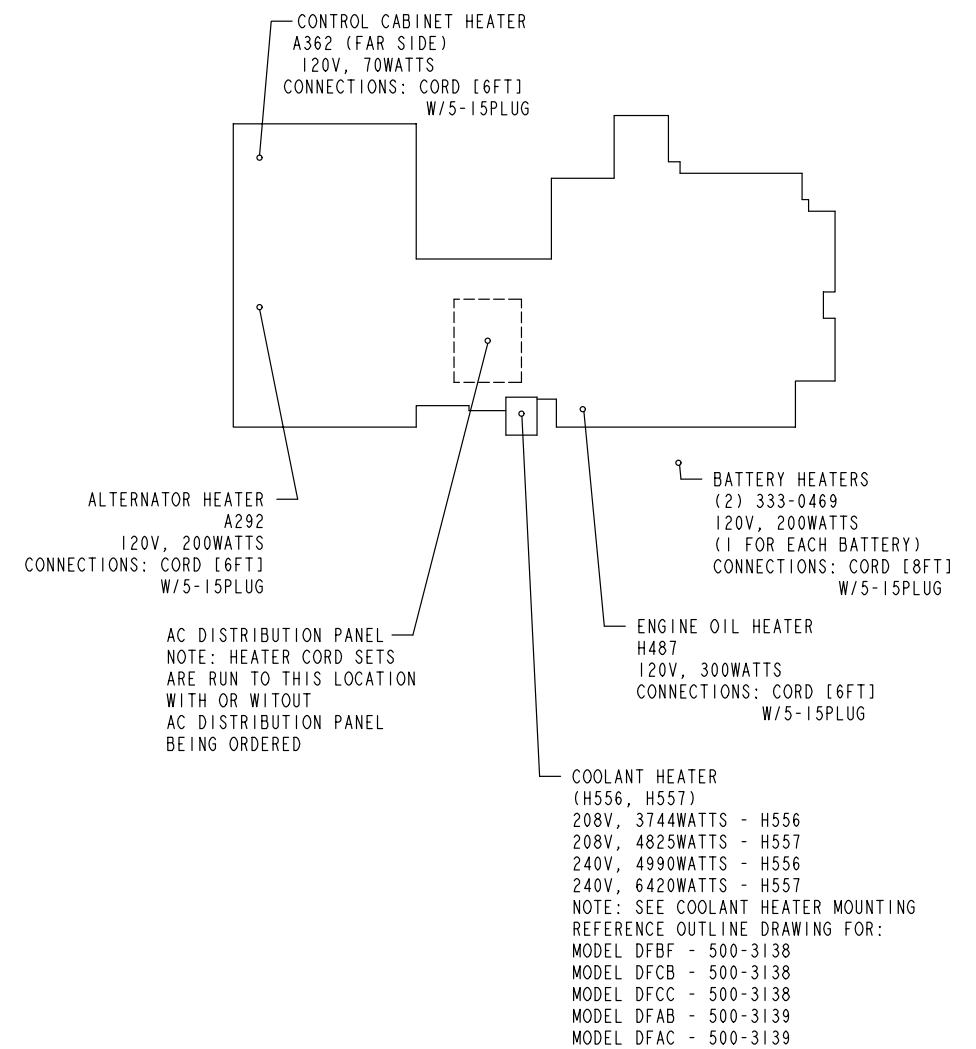 CONTROL CABINET HEATER
A362 (FAR SIDE)
120V, 70WATTS
CONNECTIONS: CORD [6FT]
W/5-15PLUG
ALTERNATOR HEATER
A292
120V, 200WATTS
CONNECTIONS: CORD [6FT]
W/5-15PLUG
BATTERY HEATERS
(2) 333-0469
120V, 200WATTS
(1 FOR EACH BATTERY)
CONNECTIONS: CORD [8FT]
W/5-15PLUG
AC DISTRIBUTION PANEL
NOTE: HEATER CORD SETS
ARE RUN TO THIS LOCATION
WITH OR WITOUT
AC DISTRIBUTION PANEL
BEING ORDERED
ENGINE OIL HEATER
H487
120V, 300WATTS
CONNECTIONS: CORD [6FT]
W/5-15PLUG
COOLANT HEATER
(H556, H557)
208V, 3744WATTS - H556
208V, 4825WATTS - H557
240V, 4990WATTS - H556
240V, 6420WATTS - H557
NOTE: SEE COOLANT HEATER MOUNTING
REFERENCE OUTLINE DRAWING FOR:
MODEL DFBF - 500-3138
MODEL DFCB - 500-3138
MODEL DFCC - 500-3138
MODEL DFAB - 500-3139
MODEL DFAC - 500-3139